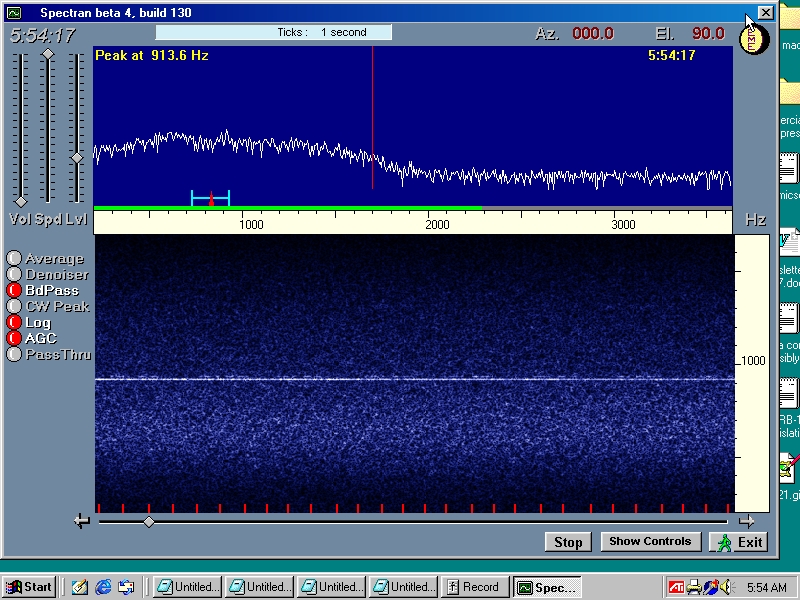 Spectran beta 4, build 130
5:54:17
Ticks : 1 second
Az. 000.0 El. 90.0
TIME
Peak at 913.6 Hz
5:54:17
Vol Spd Lvl
1000 2000 3000 Hz
Average
Denoiser
BdPass
CW Peak
Log
AGC
PassThru
1000
Stop
Show Controls
Exit
Start
Untitled...
Untitled...
Untitled...
Untitled...
Record
Spec...
ATI
5:54 AM